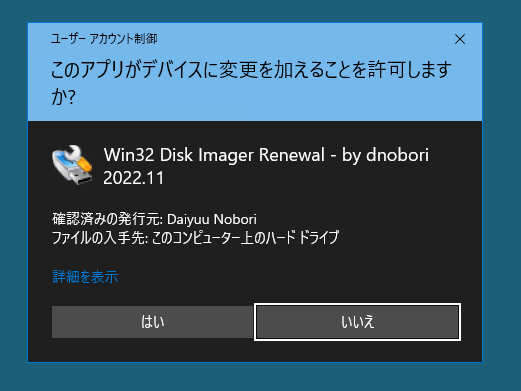 ユーザー アカウント制御
このアプリがデバイスに変更を加えることを許可します
か?
Win32 Disk Imager Renewal - by dnobori
2022.11
確認済みの発行元: Daiyuu Nobori
ファイルの入手先: このコンピューター上のハード ドライブ
詳細を表示
はい
いいえ